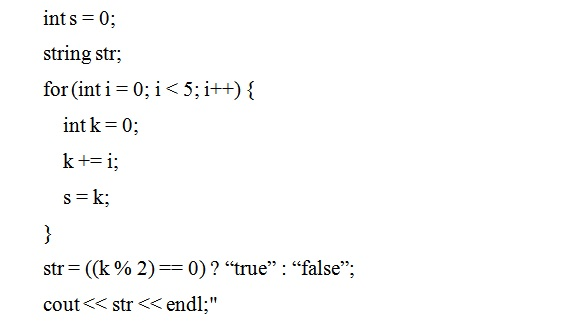 int s = 0;
string str;
for (int i = 0; i < 5; i++) {
int k = 0;
k += i;
s = k;
}
str = ((k % 2) == 0) ? “true” : “false”;
cout << str << endl;"